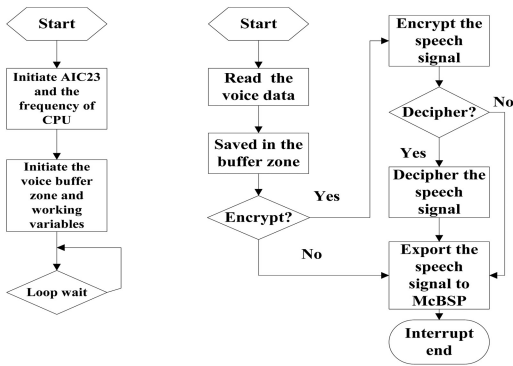 Start
Initiate AIC23
and the
frequency of
CPU
Initiate the
voice buffer
zone and
working
variables
Loop wait
Start
Read the
voice data
Saved in the
buffer zone
Encrypt?
Yes
No
Encrypt the
speech
signal
Decipher?
No
Yes
Decipher the
speech
signal
Export the
speech
signal to
McBSP
Interrupt
end